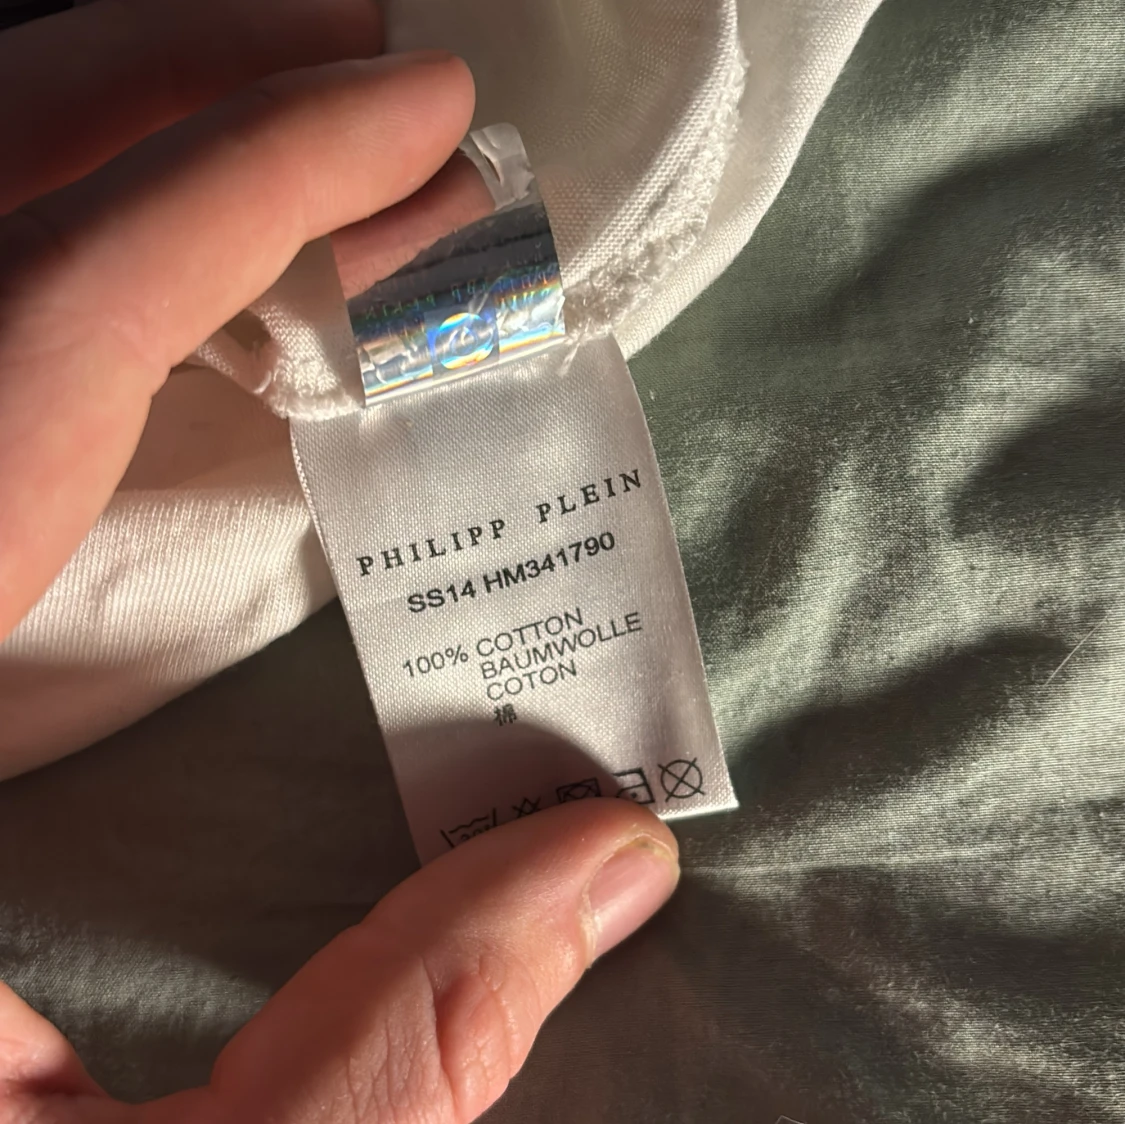 PHILIPP PLEIN
SS14 HM341790
100% COTTON
BAUMWOLLE
COTON
棉